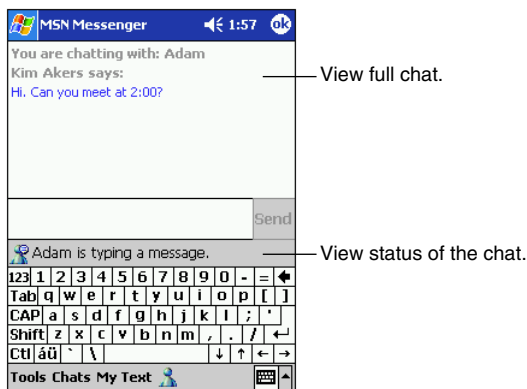 MSN Messenger 1:57 ok
You are chatting with: Adam
Kim Akers says:
View full chat.
Hi. Can you meet at 2:00?
Send
Adam is typing a message.
View status of the chat.
123 1 2 3 4 5 6 7 8 9 0 - =
Tab q w e r t y u i o p [ ]
CAP a s d f g h j k l ; '
Shift z x c v b n m , . /
Ctl áü ` \
Tools Chats My Text